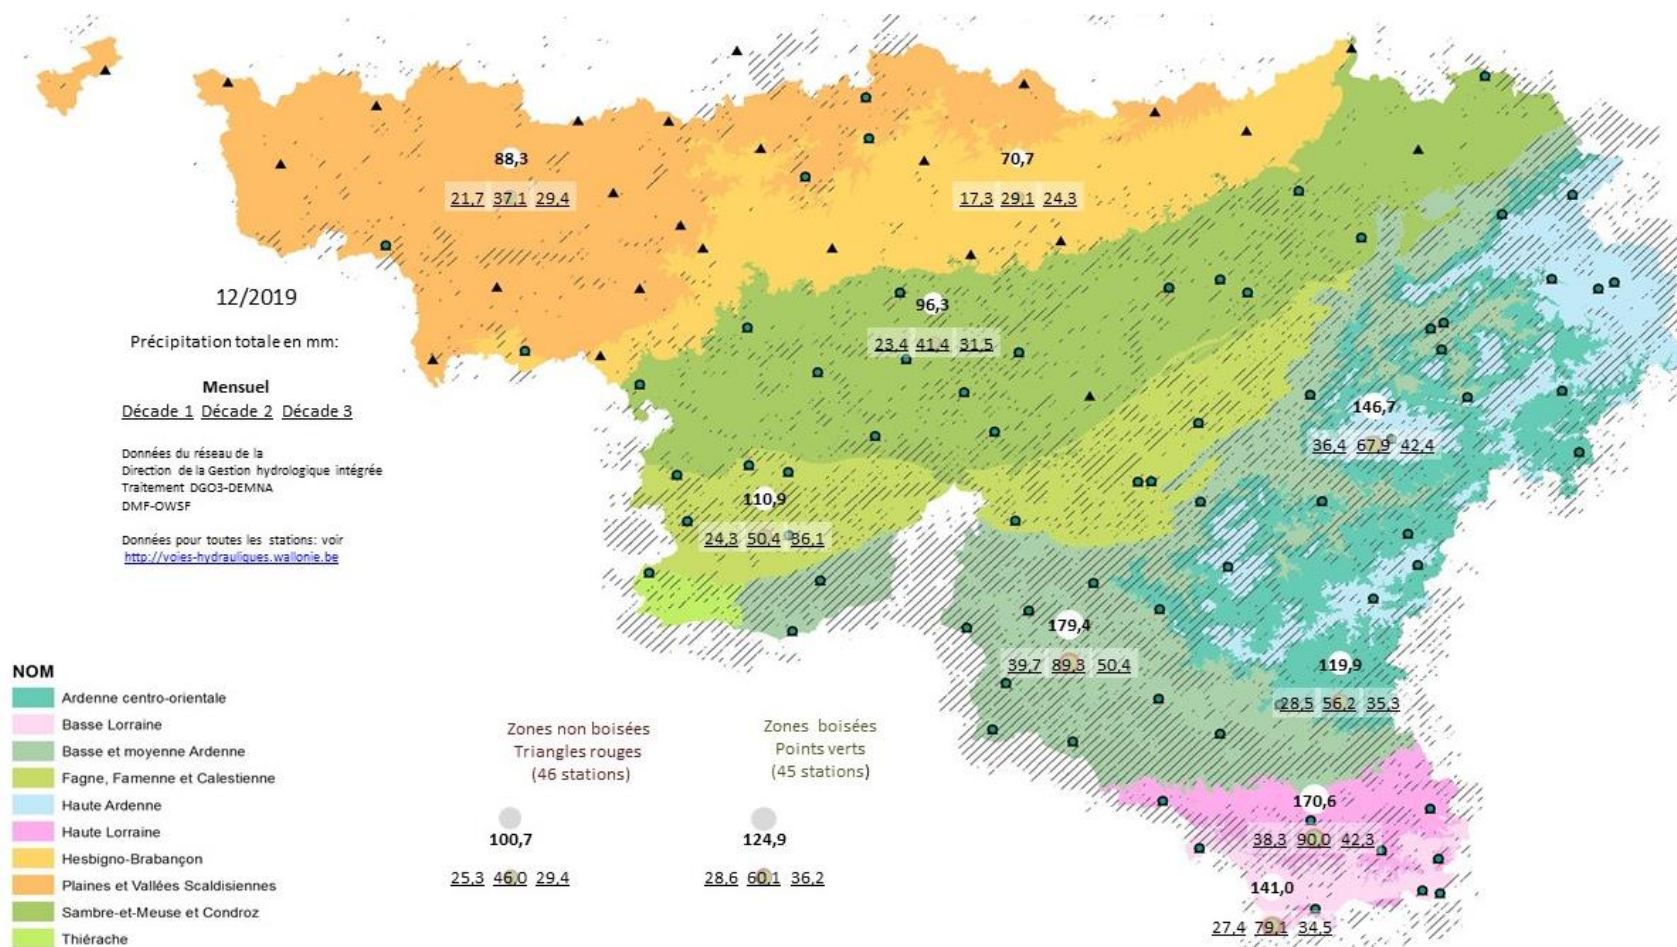 88,3
21,7 37,1 29,4
70,7
17,3 29,1 24,3
12/2019
Précipitation totale en mm:
Mensuel
Décade 1 Décade 2 Décade 3
Données du réseau de la
Direction de la Gestion hydrologique intégrée
Traitement DGO3-DEMNA
DMF-OWSF
Données pour toutes les stations: voir
http://voies-hydrauliques.wallonie.be
96,3
23,4 41,4 31,5
146,7
36,4 67,9 42,4
110,9
24,3 50,4 36,1
179,4
39,7 89,3 50,4
119,9
28,5 56,2 35,3
170,6
38,3 90,0 42,3
141,0
27,4 79,1 34,5
NOM
Ardenne centro-orientale
Basse Lorraine
Basse et moyenne Ardenne
Fagne, Famenne et Calestienne
Haute Ardenne
Haute Lorraine
Hesbigno-Brabançon
Plaines et Vallées Scaldisiennes
Sambre-et-Meuse et Condroz
Thiérache
Zones non boisées
Triangles rouges
(46 stations)
100,7
25,3 46,0 29,4
Zones boisées
Points verts
(45 stations)
124,9
28,6 60,1 36,2